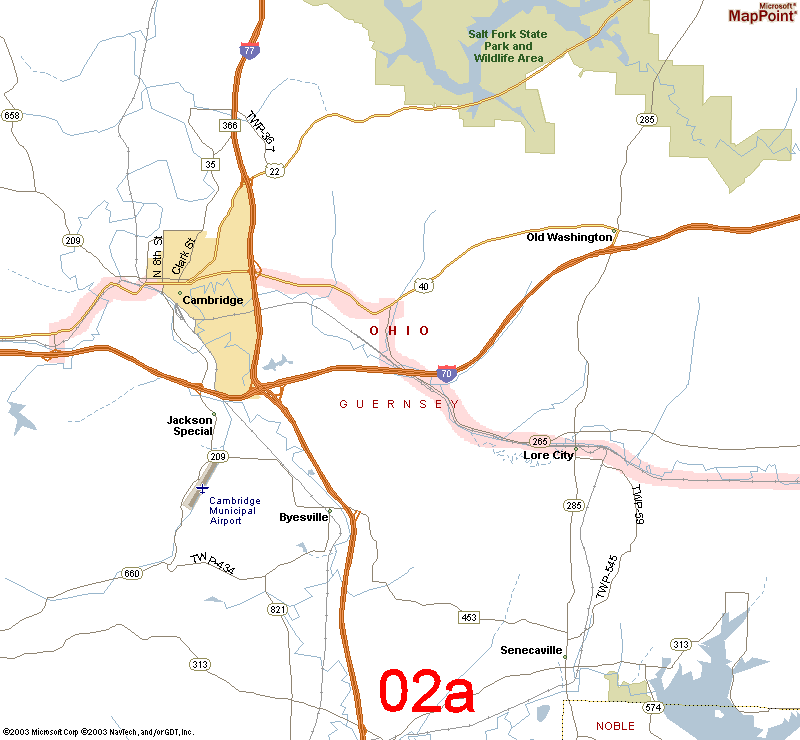 Microsoft®
MapPoint®
Salt Fork State
Park and
Wildlife Area
77
658
TWP-367
366
285
35
22
209
N 8th St
Clark St
Old Washington
40
Cambridge
OHIO
70
GUERNSEY
Jackson
Special
265
Lore City
209
Cambridge
Municipal
Airport
285
TWP-59
Byesville
TWP-434
660
TWP-545
821
453
Senecaville
313
313
02a
574
NOBLE
©2003 Microsoft Corp ©2003 NavTech, and/or GDT, Inc.